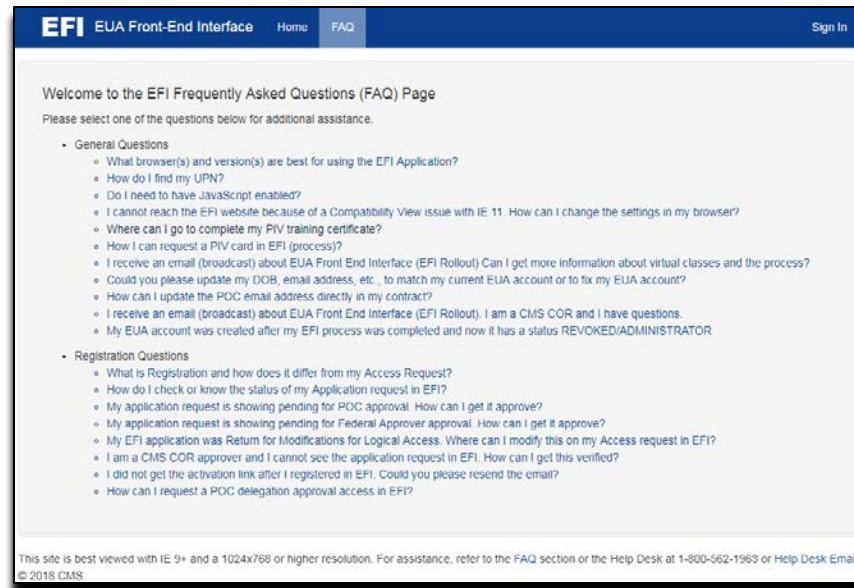 EFI EUA Front-End Interface Home FAQ Sign In
Welcome to the EFI Frequently Asked Questions (FAQ) Page
Please select one of the questions below for additional assistance.
• General Questions
∘ What browser(s) and version(s) are best for using the EFI Application?
∘ How do I find my UPN?
∘ Do I need to have JavaScript enabled?
∘ I cannot reach the EFI website because of a Compatibility View issue with IE 11. How can I change the settings in my browser?
∘ Where can I go to complete my PIV training certificate?
∘ How I can request a PIV card in EFI (process)?
∘ I receive an email (broadcast) about EUA Front End Interface (EFI Rollout) Can I get more information about virtual classes and the process?
∘ Could you please update my DOB, email address, etc., to match my current EUA account or to fix my EUA account?
∘ How can I update the POC email address directly in my contract?
∘ I receive an email (broadcast) about EUA Front End Interface (EFI Rollout). I am a CMS COR and I have questions.
∘ My EUA account was created after my EFI process was completed and now it has a status REVOKED/ADMINISTRATOR
• Registration Questions
∘ What is Registration and how does it differ from my Access Request?
∘ How do I check or know the status of my Application request in EFI?
∘ My application request is showing pending for POC approval. How can I get it approve?
∘ My application request is showing pending for Federal Approver approval. How can I get it approve?
∘ My EFI application was Return for Modifications for Logical Access. Where can I modify this on my Access request in EFI?
∘ I am a CMS COR approver and I cannot see the application request in EFI. How can I get this verified?
∘ I did not get the activation link after I registered in EFI. Could you please resend the email?
∘ How can I request a POC delegation approval access in EFI?
This site is best viewed with IE 9+ and a 1024x768 or higher resolution. For assistance, refer to the FAQ section or the Help Desk at 1-800-562-1963 or Help Desk Emai
© 2018 CMS